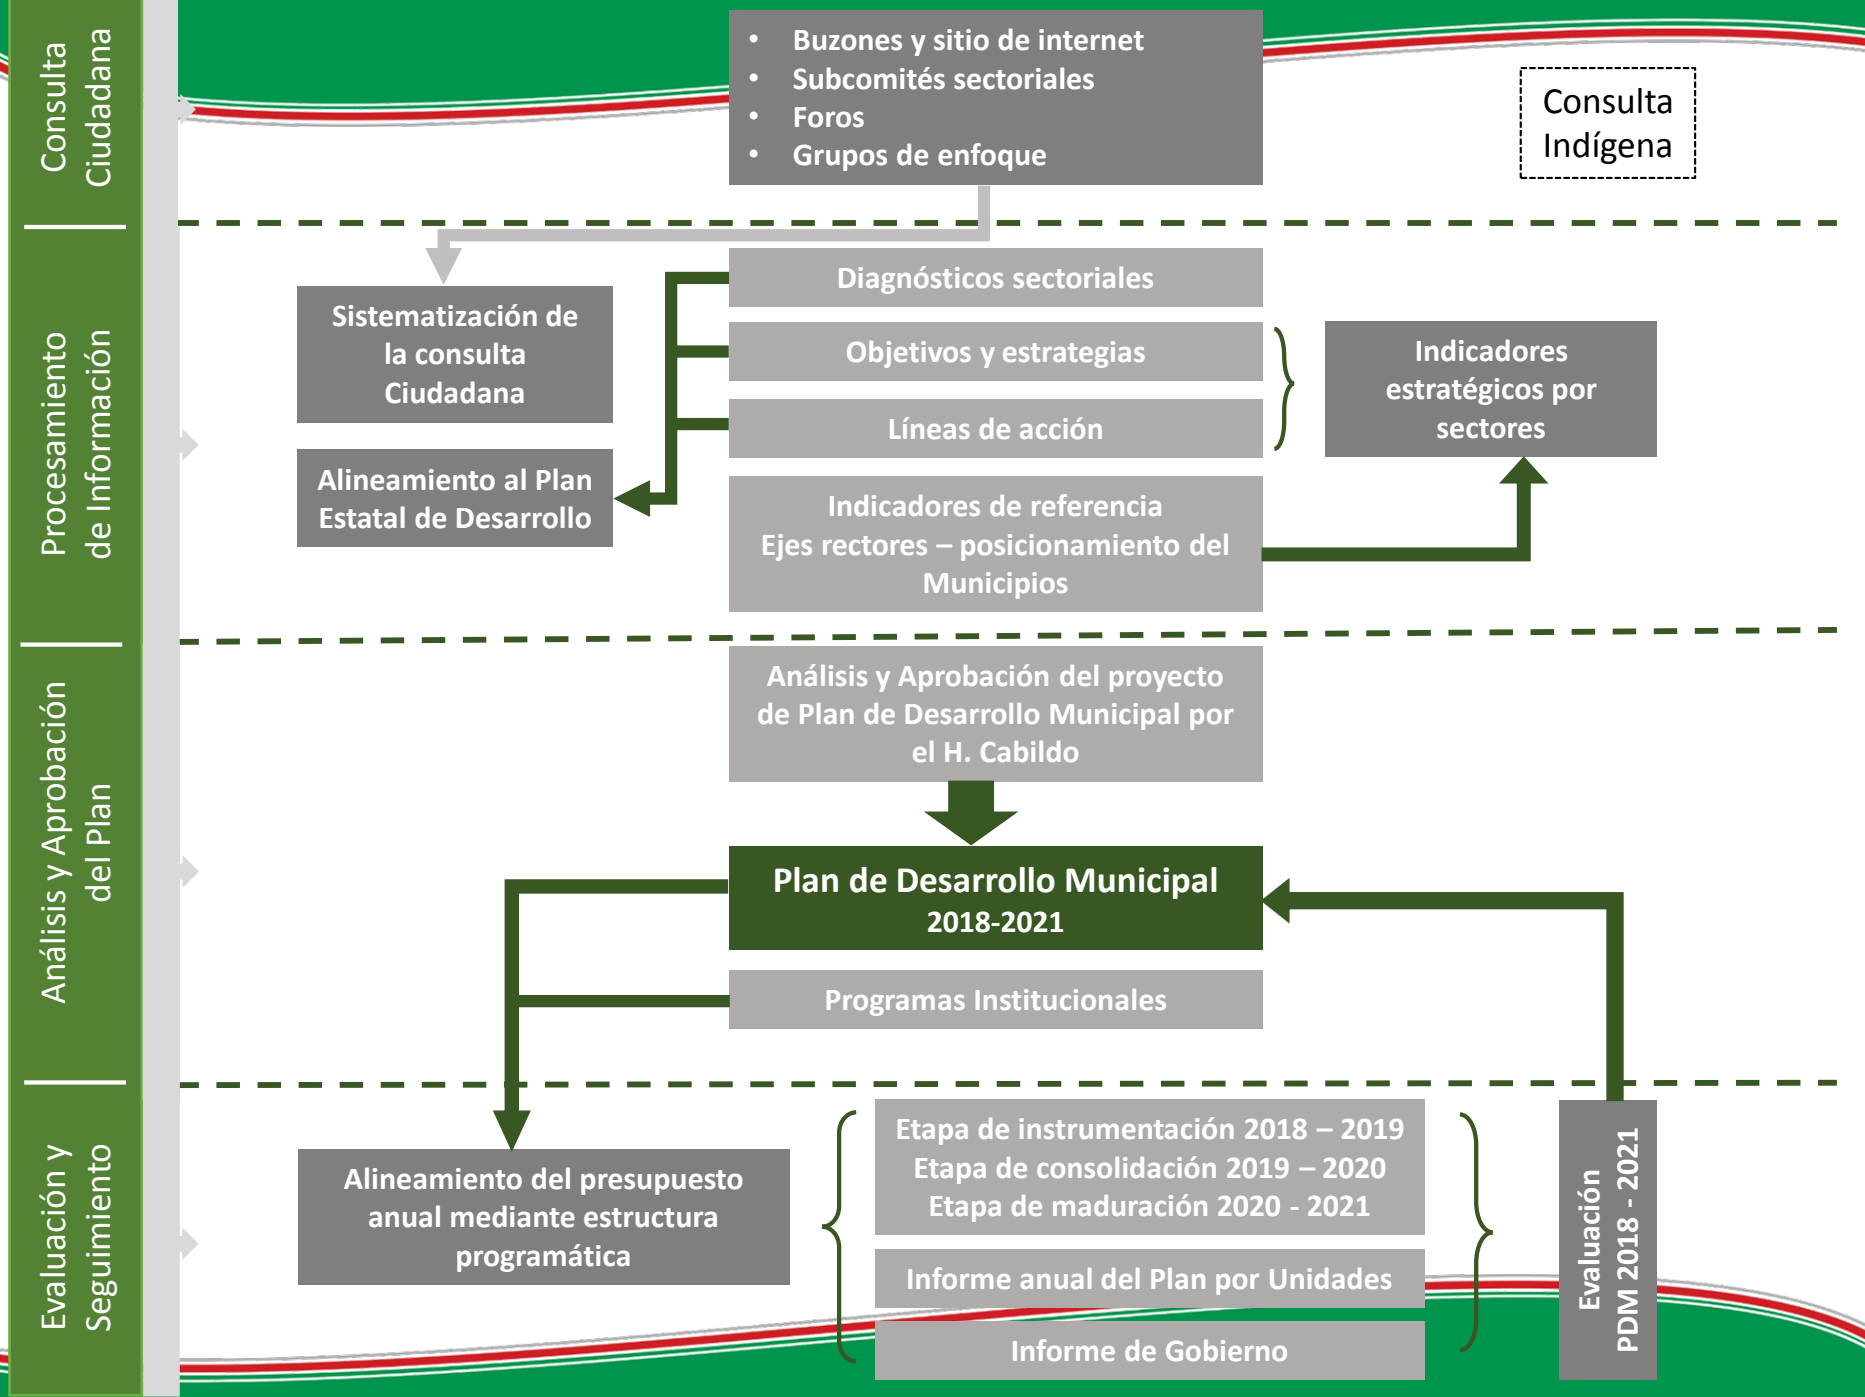 Consulta
Ciudadana
• Buzones y sitio de internet
• Subcomités sectoriales
• Foros
• Grupos de enfoque
Consulta
Indígena
Procesamiento
de Información
Sistematización de
la consulta
Ciudadana
Alineamiento al Plan
Estatal de Desarrollo
Diagnósticos sectoriales
Objetivos y estrategias
Líneas de acción
Indicadores de referencia
Ejes rectores – posicionamiento del
Municipios
Indicadores
estratégicos por
sectores
Análisis y Aprobación
del Plan
Análisis y Aprobación del proyecto
de Plan de Desarrollo Municipal por
el H. Cabildo
Plan de Desarrollo Municipal
2018-2021
Programas Institucionales
Evaluación y
Seguimiento
Alineamiento del presupuesto
anual mediante estructura
programática
Etapa de instrumentación 2018 – 2019
Etapa de consolidación 2019 – 2020
Etapa de maduración 2020 - 2021
Informe anual del Plan por Unidades
Informe de Gobierno
Evaluación
PDM 2018 - 2021